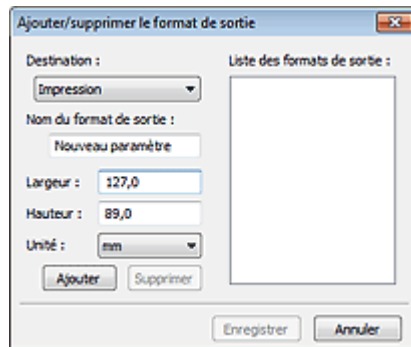 Ajouter/supprimer le format de sortie
Destination :
Liste des formats de sortie :
Impression
Nom du format de sortie :
Nouveau paramètre
Largeur : 127,0
Hauteur : 89,0
Unité : mm
Ajouter Supprimer
Enregistrer Annuler